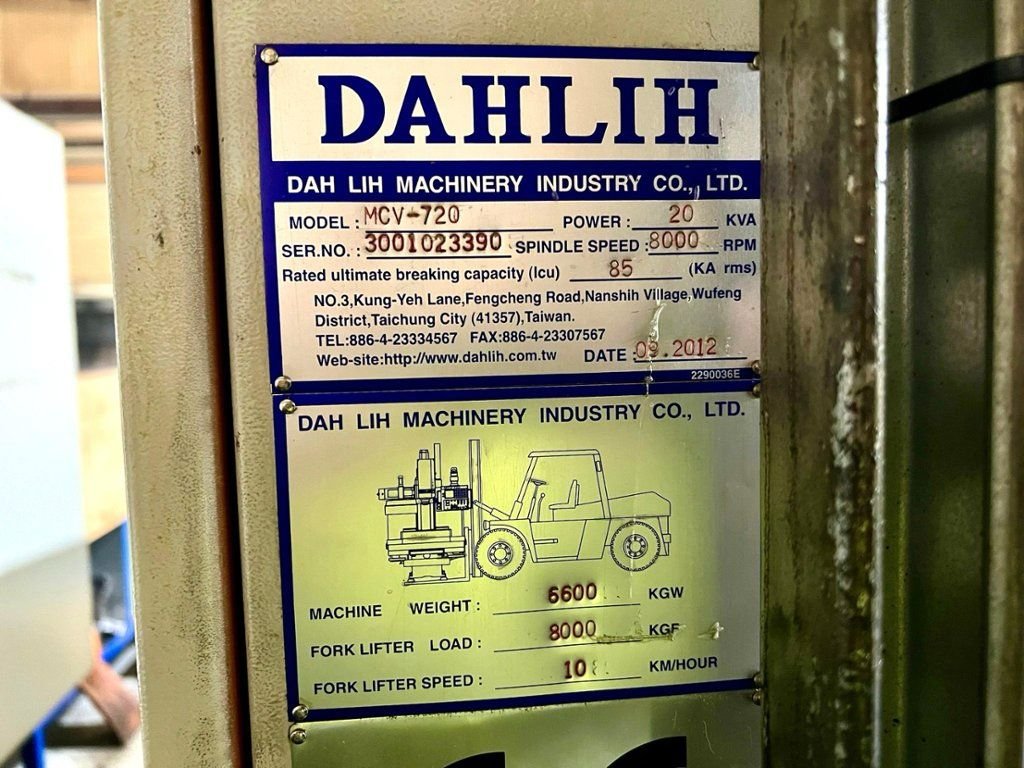 DAHLIH
DAH LIH MACHINERY INDUSTRY CO., LTD.
MODEL : MCV-720 POWER : 20 KVA
SER.NO. : 3001023390 SPINDLE SPEED : 8000 RPM
Rated ultimate breaking capacity (Icu) 85 (KA rms)
NO.3,Kung-Yeh Lane,Fengcheng Road,Nanshih Village,Wufeng
District,Taichung City (41357),Taiwan.
TEL:886-4-23334567 FAX:886-4-23307567
Web-site:http://www.dahlih.com.tw DATE : 09.2012
2290036E
DAH LIH MACHINERY INDUSTRY CO., LTD.
MACHINE WEIGHT : 6600 KGW
FORK LIFTER LOAD : 8000 KGF
FORK LIFTER SPEED : 10 KM/HOUR